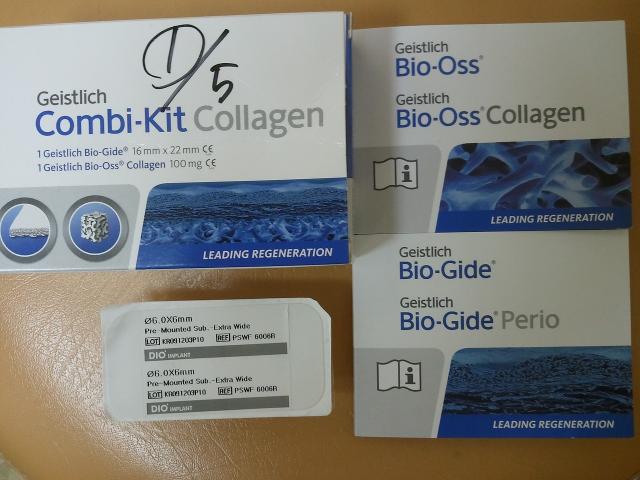 D/5
Geistlich
Combi-Kit Collagen
1 Geistlich Bio-Gide® 16 mm x 22 mm CE
1 Geistlich Bio-Oss® Collagen 100 mg CE
LEADING REGENERATION
Geistlich
Bio-Oss®
Geistlich
Bio-Oss® Collagen
i
LEADING REGENERATION
Geistlich
Bio-Gide®
Geistlich
Bio-Gide® Perio
i
LEADING REGENERATION
Ø6.0X6mm
Pre-Mounted Sub.-Extra Wide
LOT KR091203P10 REF PSWF 6006R
DIO IMPLANT
Ø6.0X6mm
Pre-Mounted Sub.-Extra Wide
LOT KR091203P10 REF PSWF 6006R
DIO IMPLANT